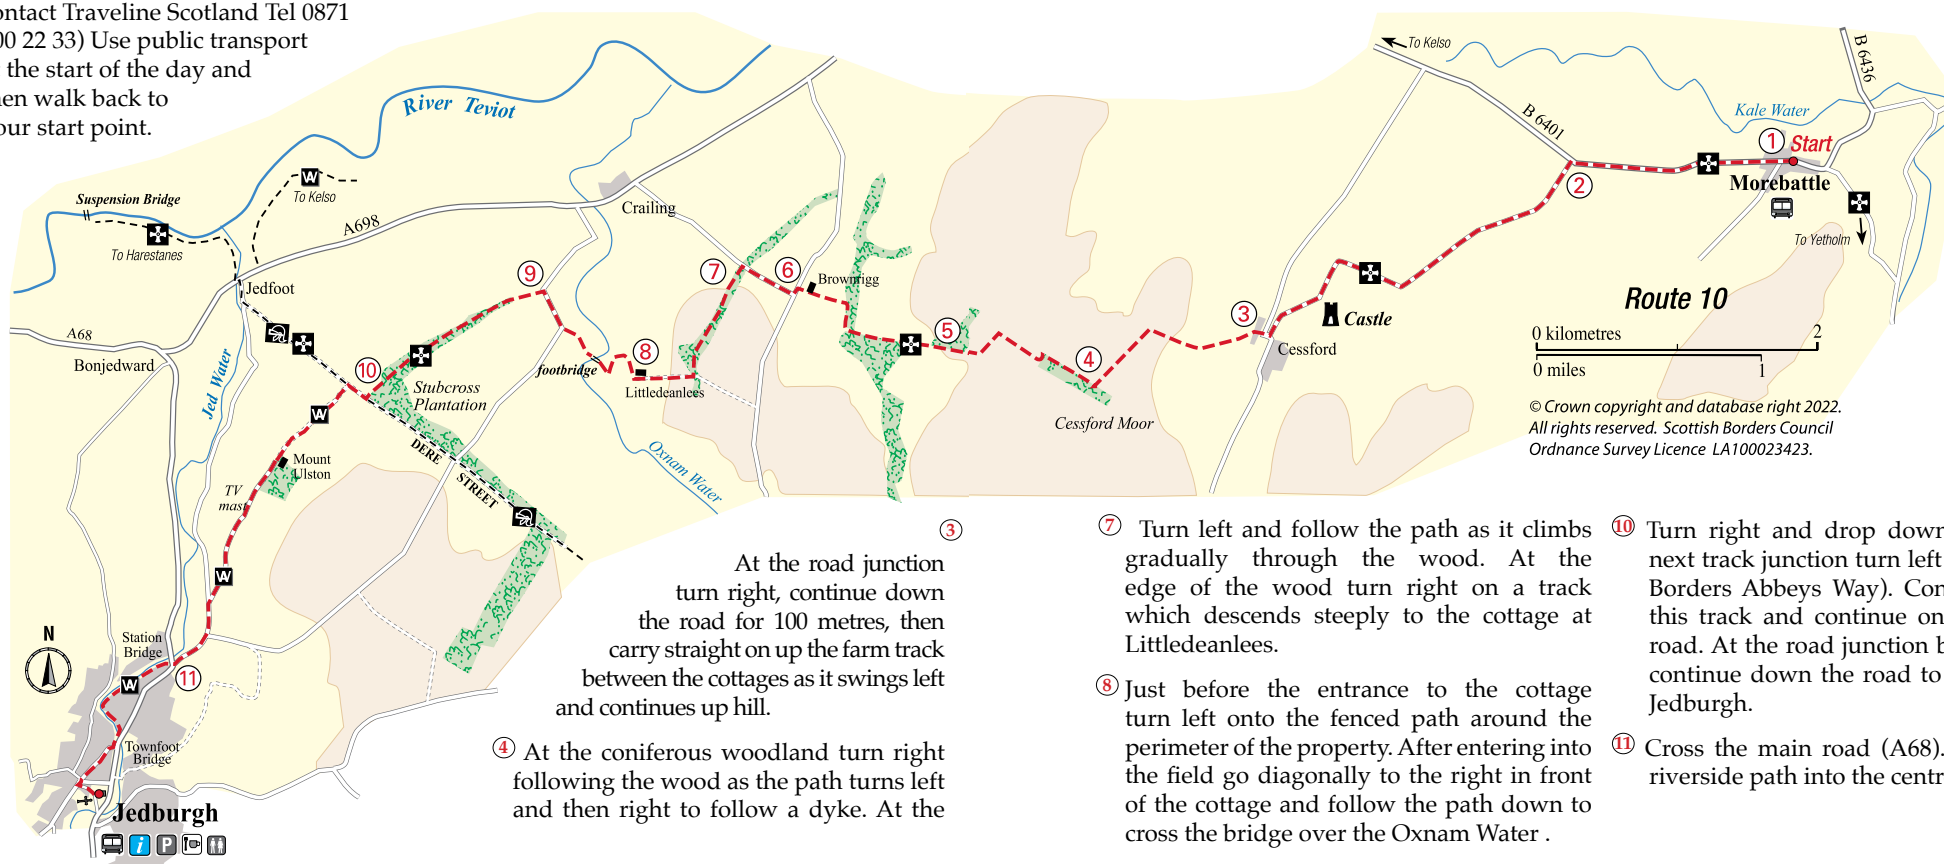 ontact Traveline Scotland Tel 0871
00 22 33) Use public transport
the start of the day and
hen walk back to
our start point.
River Teviot
Suspension Bridge
To Harestanes
W
To Kelso
A698
Crailing
Jedfoot
A68
Bonjedward
Jed Water
10
9
Stubcross
Plantation
footbridge
8
Littledeanlees
7
6
Brownrigg
5
4
Cessford Moor
3
Cessford
Castle
To Kelso
B 6401
2
B 6436
Kale Water
1 Start
Morebattle
To Yetholm
Route 10
0 kilometres 2
0 miles 1
© Crown copyright and database right 2022.
All rights reserved. Scottish Borders Council
Ordnance Survey Licence LA100023423.
W
Mount
Ulston
TV
mast
DERE
STREET
Oxnam Water
W
N
Station
Bridge
W
11
Townfoot
Bridge
Jedburgh
i P
3
At the road junction
turn right, continue down
the road for 100 metres, then
carry straight on up the farm track
between the cottages as it swings left
and continues up hill.
4 At the coniferous woodland turn right
following the wood as the path turns left
and then right to follow a dyke. At the
7 Turn left and follow the path as it climbs
gradually through the wood. At the
edge of the wood turn right on a track
which descends steeply to the cottage at
Littledeanlees.
8 Just before the entrance to the cottage
turn left onto the fenced path around the
perimeter of the property. After entering into
the field go diagonally to the right in front
of the cottage and follow the path down to
cross the bridge over the Oxnam Water .
10 Turn right and drop down
next track junction turn left
Borders Abbeys Way). Con
this track and continue on
road. At the road junction b
continue down the road to
Jedburgh.
11 Cross the main road (A68).
riverside path into the centr